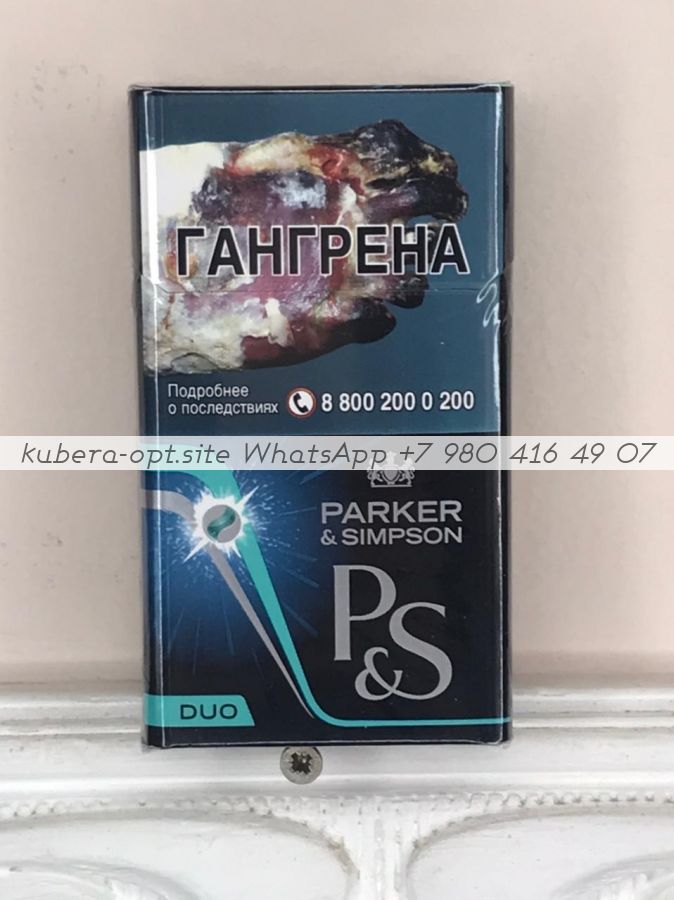 ГАНГРЕНА
Подробнее
о последствиях
8 800 200 0 200
kubera-opt.site WhatsApp +7 980 416 49 07
PARKER
& SIMPSON
P&S
DUO